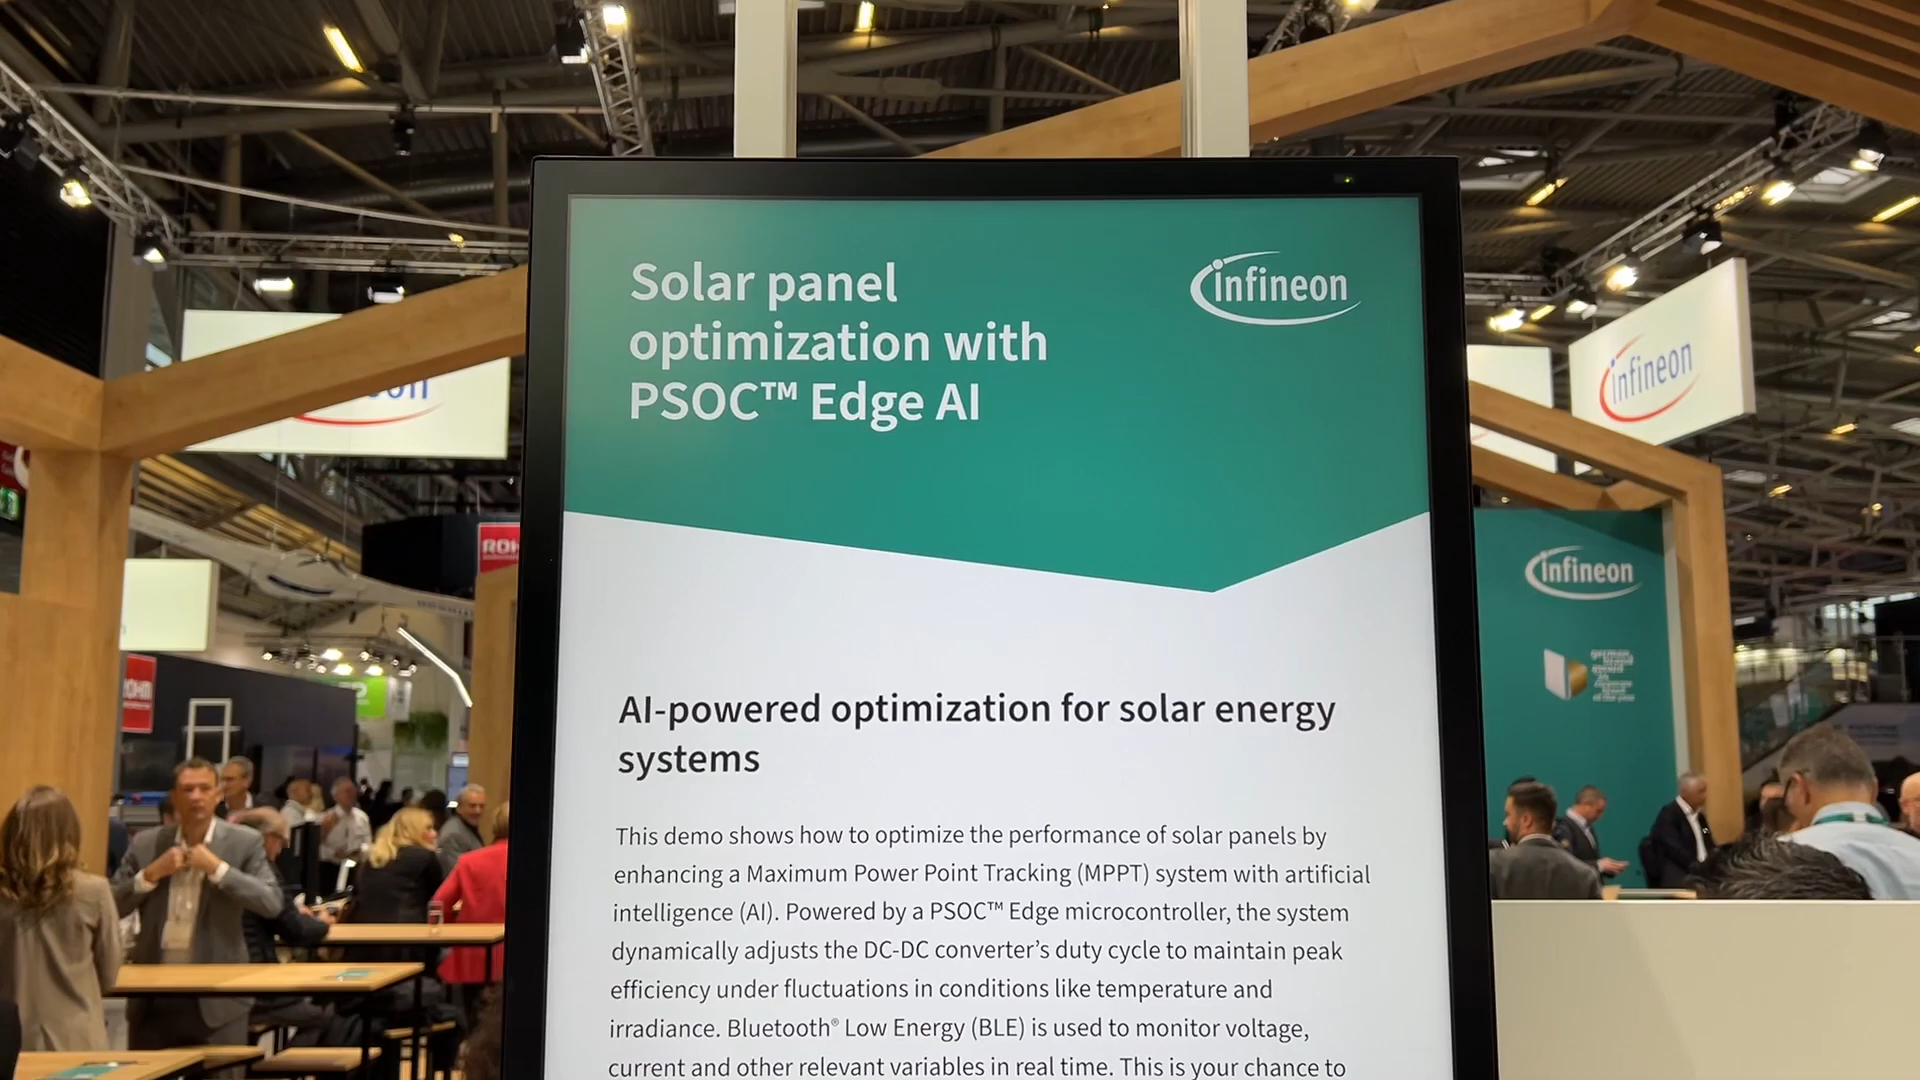 Solar panel
optimization with
PSOC™ Edge AI
infineon
AI-powered optimization for solar energy
systems
This demo shows how to optimize the performance of solar panels by
enhancing a Maximum Power Point Tracking (MPPT) system with artificial
intelligence (AI). Powered by a PSOC™ Edge microcontroller, the system
dynamically adjusts the DC-DC converter's duty cycle to maintain peak
efficiency under fluctuations in conditions like temperature and
irradiance. Bluetooth® Low Energy (BLE) is used to monitor voltage,
current and other relevant variables in real time. This is your chance to
infineon
infineon